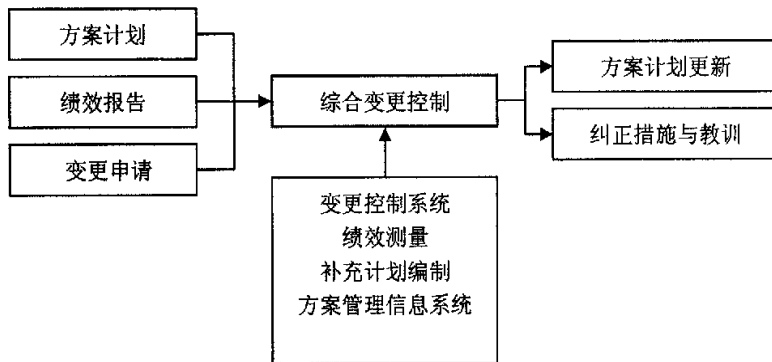 方案计划
绩效报告
变更申请
综合变更控制
方案计划更新
纠正措施与教训
变更控制系统
绩效测量
补充计划编制
方案管理信息系统